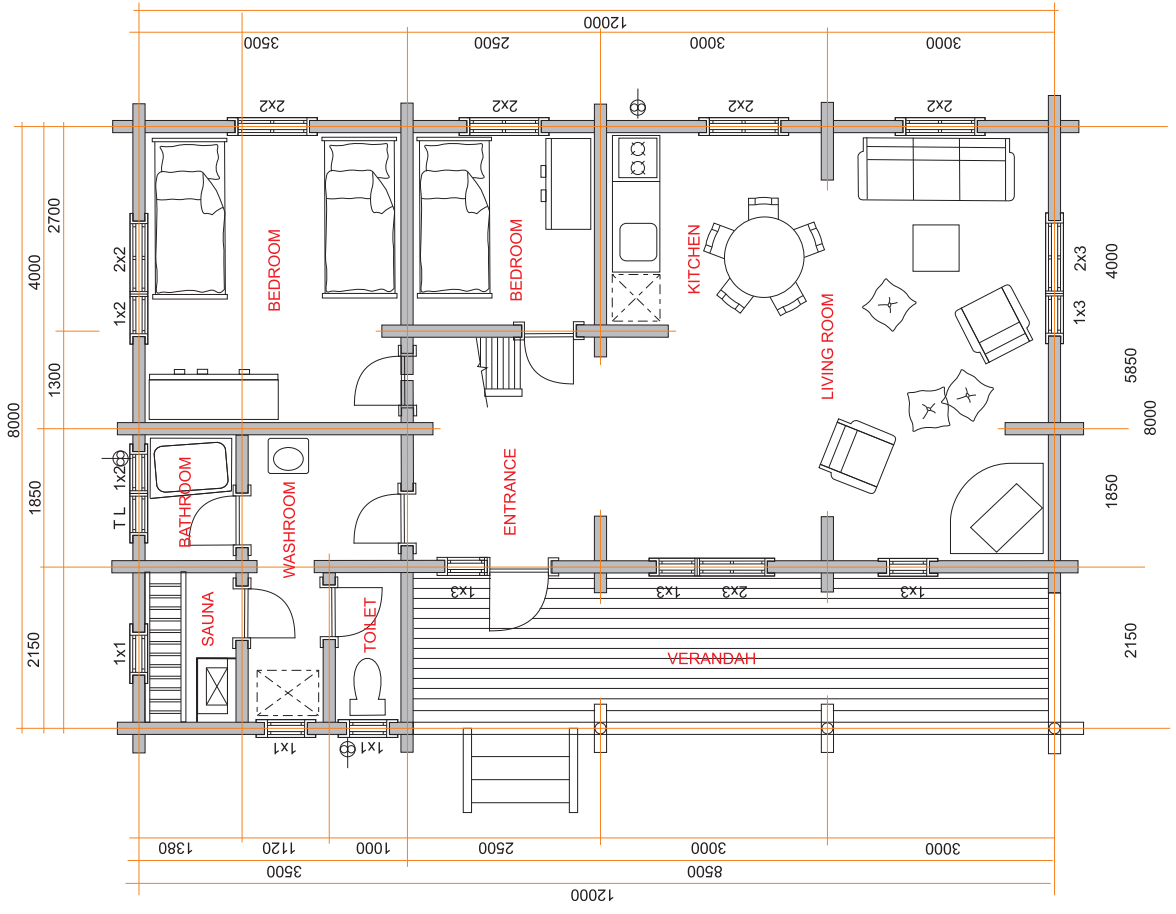 12000
3500
2500
3000
3000
2x2
2x2
2x2
2x2
2700
4000
1300
8000
1850
2150
2x2
1x2
1x2
T L
1x1
BEDROOM
BEDROOM
KITCHEN
LIVING ROOM
BATHROOM
WASHROOM
ENTRANCE
SAUNA
TOILET
VERANDAH
2x3
1x3
4000
5850
8000
1850
2150
1x3
1x3
2x3
1x3
1x1
1x1
1380
1120
1000
2500
3000
3000
3500
8500
12000